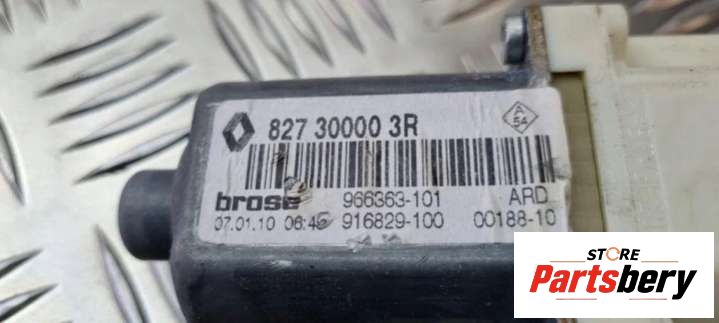 827 30000 3R
A
54
brose 966363-101 ARD
07.01.10 06:45 916829-100 00188-10
STORE
Partsbery